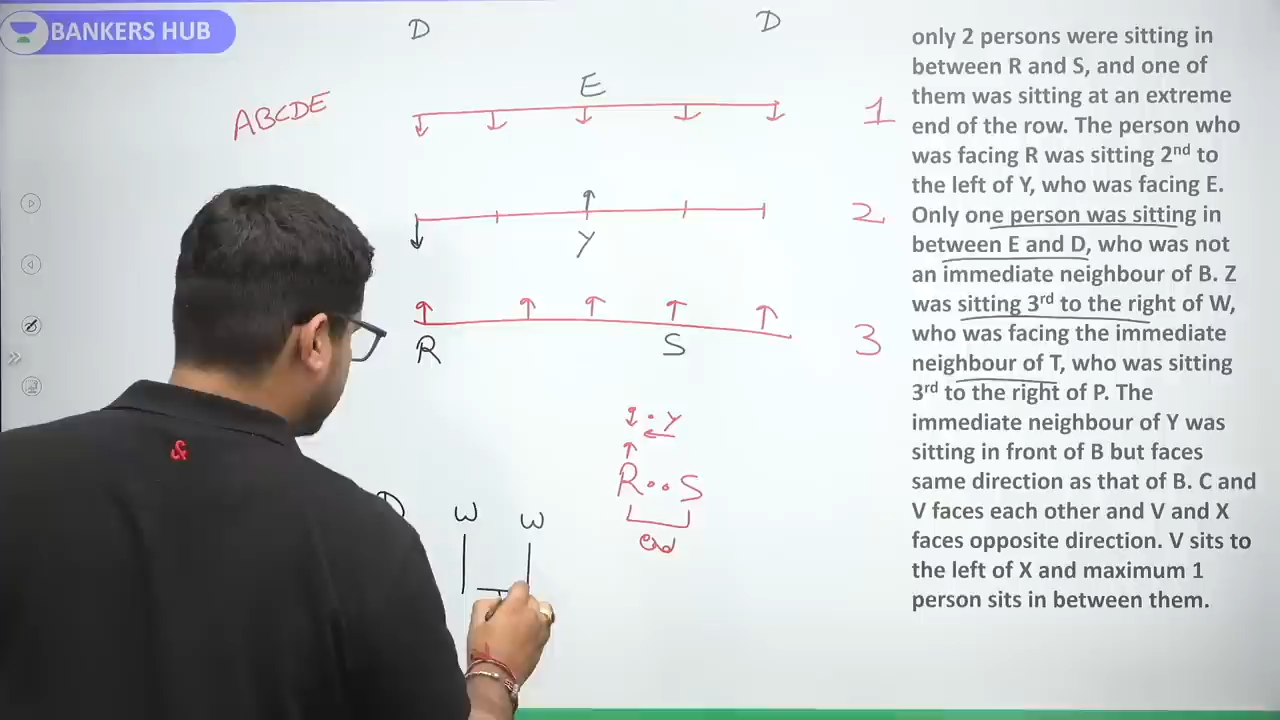 BANKERS HUB
D D
E
ABCDE
1
2
Y
3
R S
Y
R S
end
D W W
only 2 persons were sitting in
between R and S, and one of
them was sitting at an extreme
end of the row. The person who
was facing R was sitting 2nd to
the left of Y, who was facing E.
Only one person was sitting in
between E and D, who was not
an immediate neighbour of B. Z
was sitting 3rd to the right of W,
who was facing the immediate
neighbour of T, who was sitting
3rd to the right of P. The
immediate neighbour of Y was
sitting in front of B but faces
same direction as that of B. C and
V faces each other and V and X
faces opposite direction. V sits to
the left of X and maximum 1
person sits in between them.